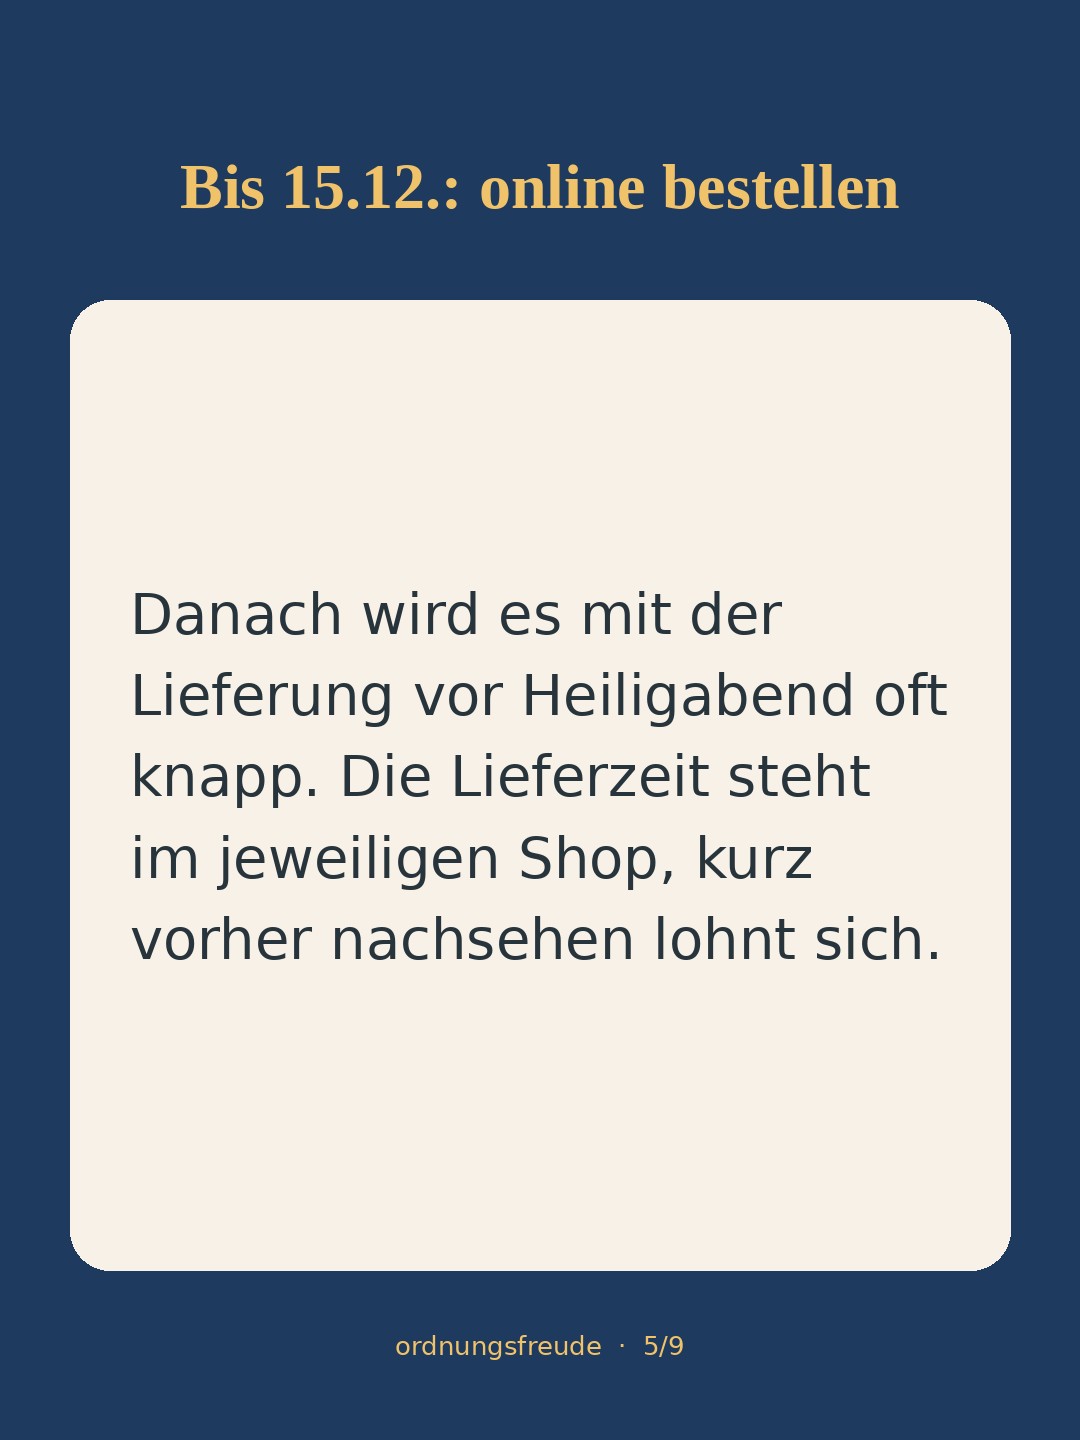 Bis 15.12.: online bestellen
Danach wird es mit der
Lieferung vor Heiligabend oft
knapp. Die Lieferzeit steht
im jeweiligen Shop, kurz
vorher nachsehen lohnt sich.
ordnungsfreude · 5/9